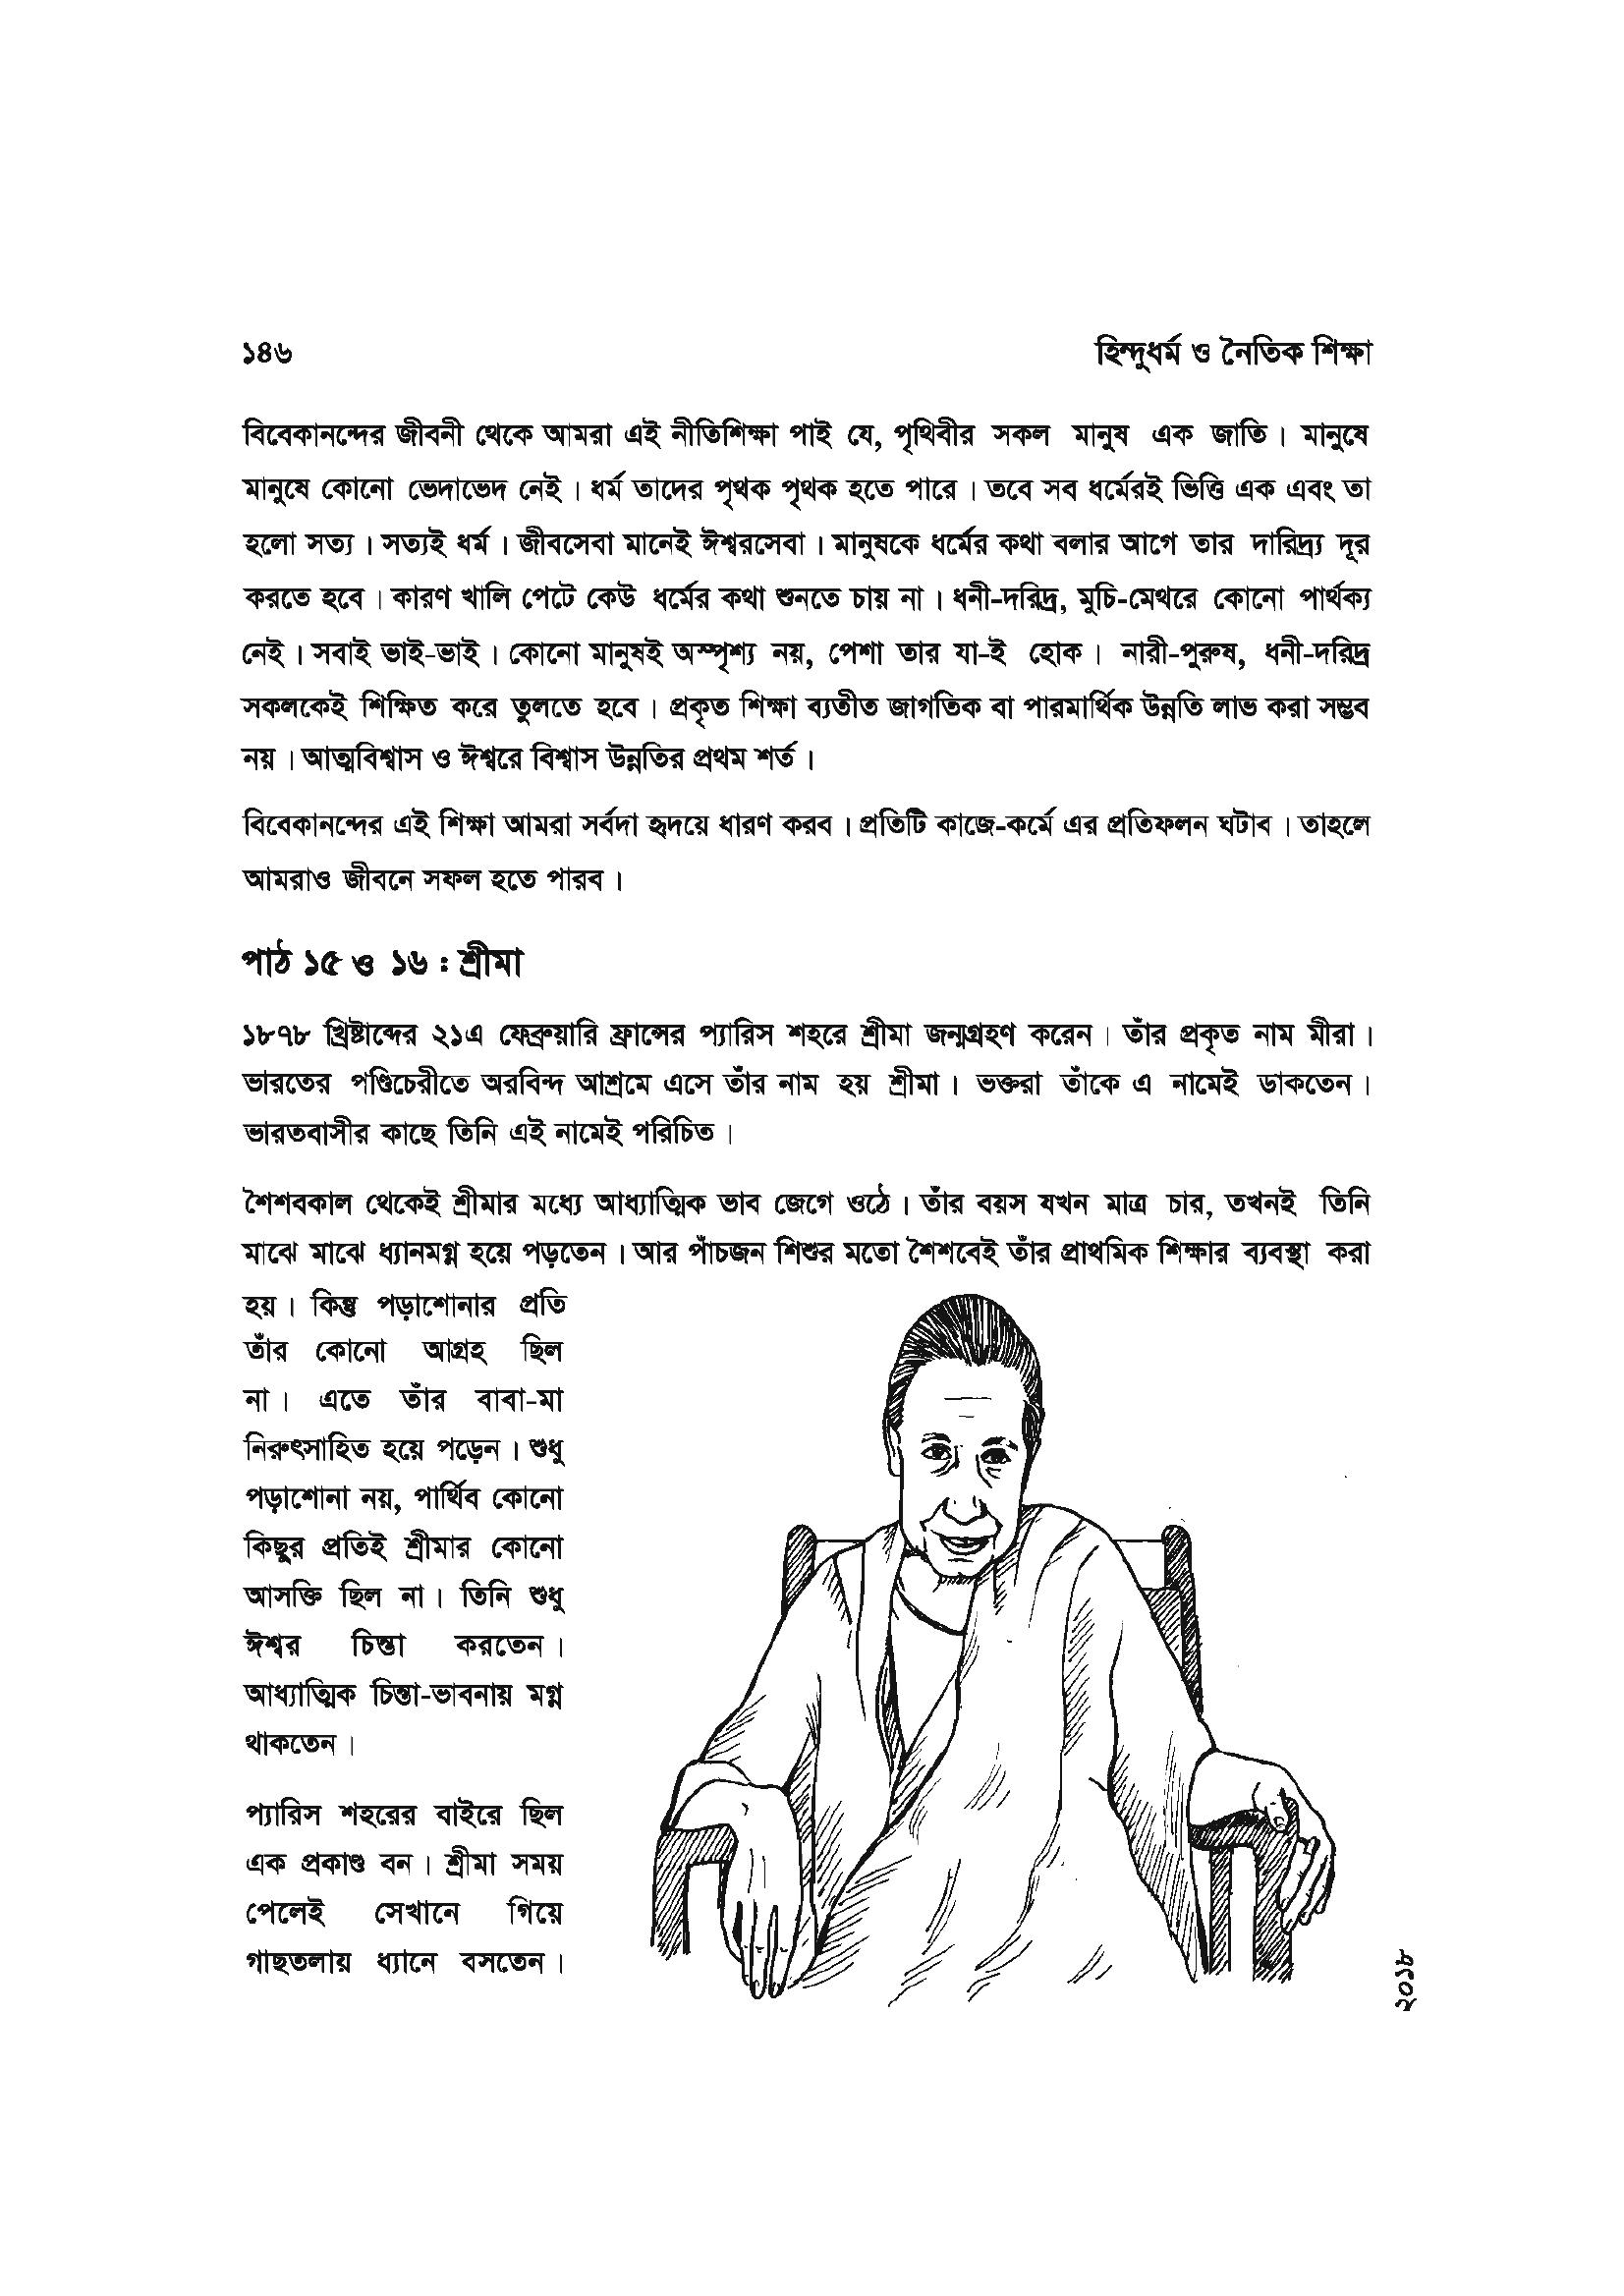 ১৪৬ হিন্দুধর্ম ও নৈতিক শিক্ষা
বিবেকানন্দের জীবনী থেকে আমরা এই নীতিশিক্ষা পাই যে, পৃথিবীর সকল মানুষ এক জাতি। মানুষে
মানুষে কোনো ভেদাভেদ নেই। ধর্ম তাদের পৃথক পৃথক হতে পারে। তবে সব ধর্মেরই ভিত্তি এক এবং তা
হলো সত্য। সত্যই ধর্ম। জীবসেবা মানেই ঈশ্বরসেবা। মানুষকে ধর্মের কথা বলার আগে তার দারিদ্র্য দূর
করতে হবে। কারণ খালি পেটে কেউ ধর্মের কথা শুনতে চায় না। ধনী-দরিদ্র, মুচি-মেথরে কোনো পার্থক্য
নেই। সবাই ভাই-ভাই। কোনো মানুষই অস্পৃশ্য নয়, পেশা তার যা-ই হোক। নারী-পুরুষ, ধনী-দরিদ্র
সকলকেই শিক্ষিত করে তুলতে হবে। প্রকৃত শিক্ষা ব্যতীত জাগতিক বা পারমার্থিক উন্নতি লাভ করা সম্ভব
নয়। আত্মবিশ্বাস ও ঈশ্বরে বিশ্বাস উন্নতির প্রথম শর্ত।
বিবেকানন্দের এই শিক্ষা আমরা সর্বদা হৃদয়ে ধারণ করব। প্রতিটি কাজে-কর্মে এর প্রতিফলন ঘটাব। তাহলে
আমরাও জীবনে সফল হতে পারব।
পাঠ ১৫ ও ১৬ : শ্রীমা
১৮৭৮ খ্রিষ্টাব্দের ২১এ ফেব্রুয়ারি ফ্রান্সের প্যারিস শহরে শ্রীমা জন্মগ্রহণ করেন। তাঁর প্রকৃত নাম মীরা।
ভারতের পণ্ডিচেরীতে অরবিন্দ আশ্রমে এসে তাঁর নাম হয় শ্রীমা। ভক্তরা তাঁকে এ নামেই ডাকতেন।
ভারতবাসীর কাছে তিনি এই নামেই পরিচিত।
শৈশবকাল থেকেই শ্রীমার মধ্যে আধ্যাত্মিক ভাব জেগে ওঠে। তাঁর বয়স যখন মাত্র চার, তখনই তিনি
মাঝে মাঝে ধ্যানমগ্ন হয়ে পড়তেন। আর পাঁচজন শিশুর মতো শৈশবেই তাঁর প্রাথমিক শিক্ষার ব্যবস্থা করা
হয়। কিন্তু পড়াশোনার প্রতি
তাঁর কোনো আগ্রহ ছিল
না। এতে তাঁর বাবা-মা
নিরুৎসাহিত হয়ে পড়েন। শুধু
পড়াশোনা নয়, পার্থিব কোনো
কিছুর প্রতিই শ্রীমার কোনো
আসক্তি ছিল না। তিনি শুধু
ঈশ্বর চিন্তা করতেন।
আধ্যাত্মিক চিন্তা-ভাবনায় মগ্ন
থাকতেন।
প্যারিস শহরের বাইরে ছিল
এক প্রকাণ্ড বন। শ্রীমা সময়
পেলেই সেখানে গিয়ে
গাছতলায় ধ্যানে বসতেন।
২০১৮